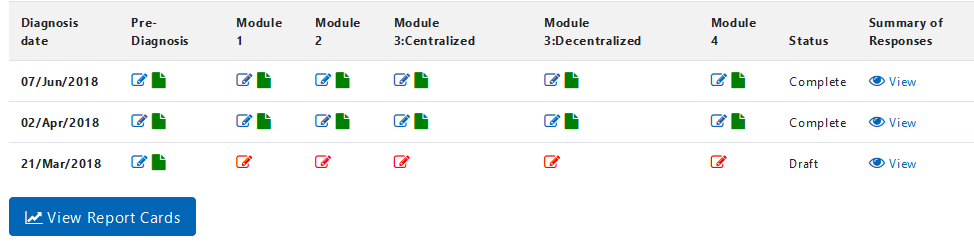 Diagnosis date Pre-Diagnosis Module 1 Module 2 Module 3:Centralized Module 3:Decentralized Module 4 Status Summary of Responses
07/Jun/2018 Complete View
02/Apr/2018 Complete View
21/Mar/2018 Draft View
View Report Cards